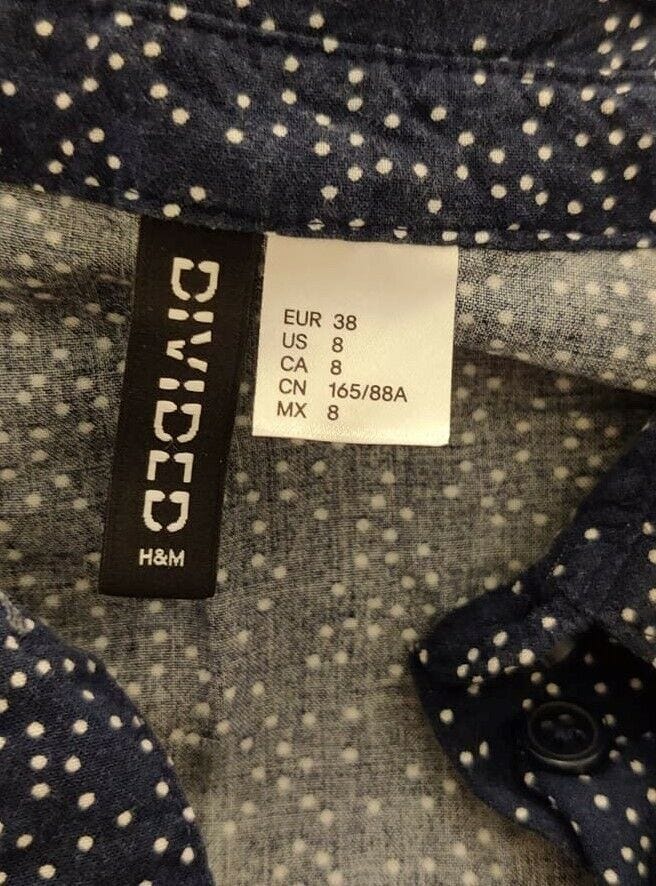 DIVIDED
H&M
EUR 38
US 8
CA 8
CN 165/88A
MX 8